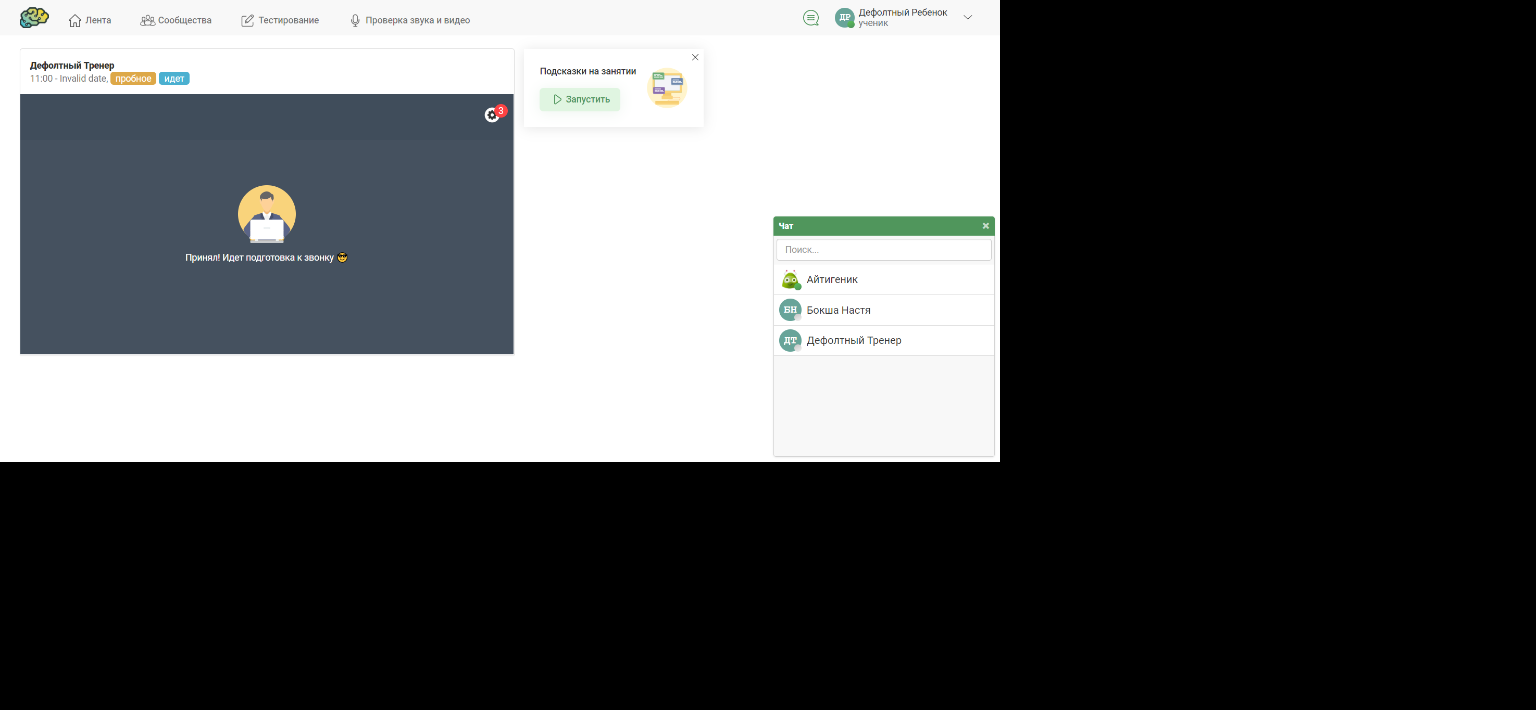 Лента
Сообщества
Тестирование
Проверка звука и видео
ДР
Дефолтный Ребенок
ученик
Дефолтный Тренер
11:00 - Invalid date, пробное идет
3
Принял! Идет подготовка к звонку 😎
Подсказки на занятии
Запустить
Чат
Поиск...
Айтигеник
БН Бокша Настя
ДТ Дефолтный Тренер